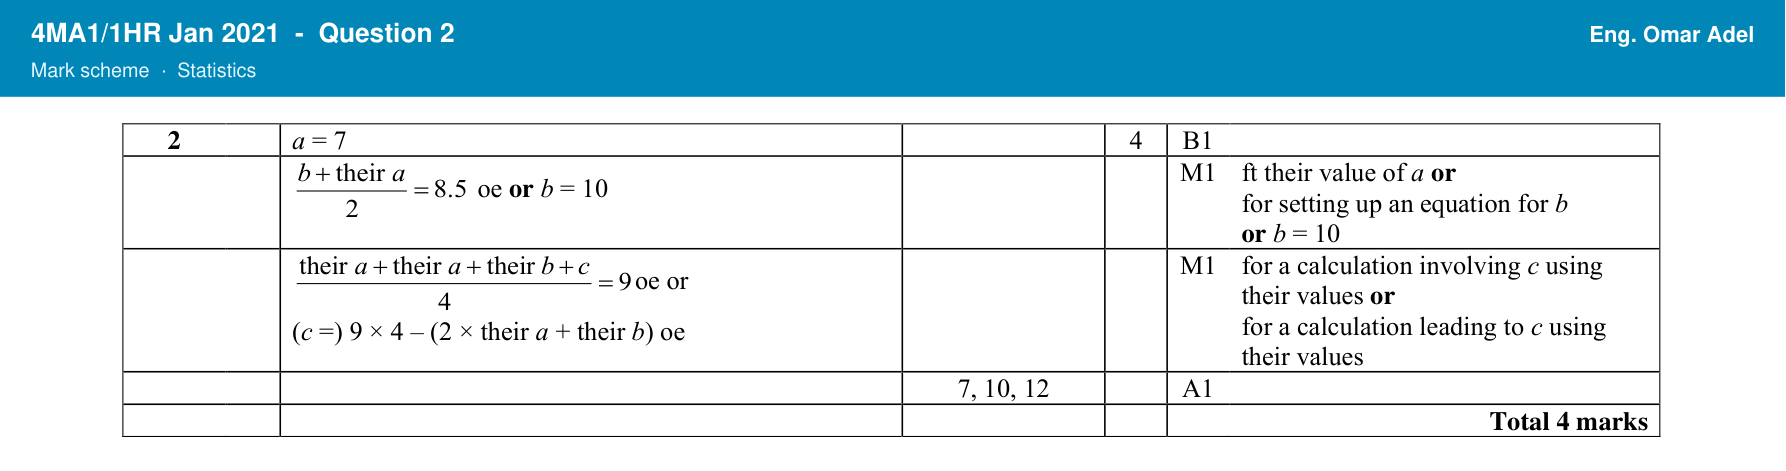 4MA1/1HR Jan 2021 - Question 2
Eng. Omar Adel
Mark scheme · Statistics
2 a = 7 4 B1
(b + their a)/2 = 8.5 oe or b = 10 M1 ft their value of a or
for setting up an equation for b
or b = 10
(their a + their a + their b + c)/4 = 9 oe or M1 for a calculation involving c using
their values or
(c =) 9 × 4 – (2 × their a + their b) oe for a calculation leading to c using
their values
7, 10, 12 A1
Total 4 marks